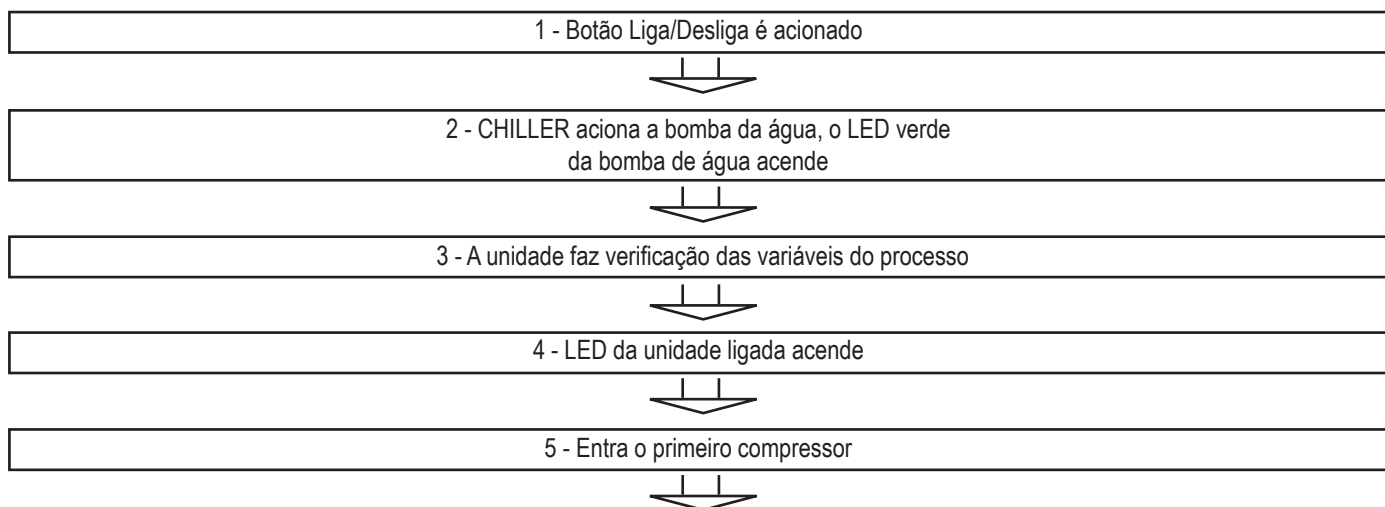 1 - Botão Liga/Desliga é acionado
2 - CHILLER aciona a bomba da água, o LED verde
da bomba de água acende
3 - A unidade faz verificação das variáveis do processo
4 - LED da unidade ligada acende
5 - Entra o primeiro compressor